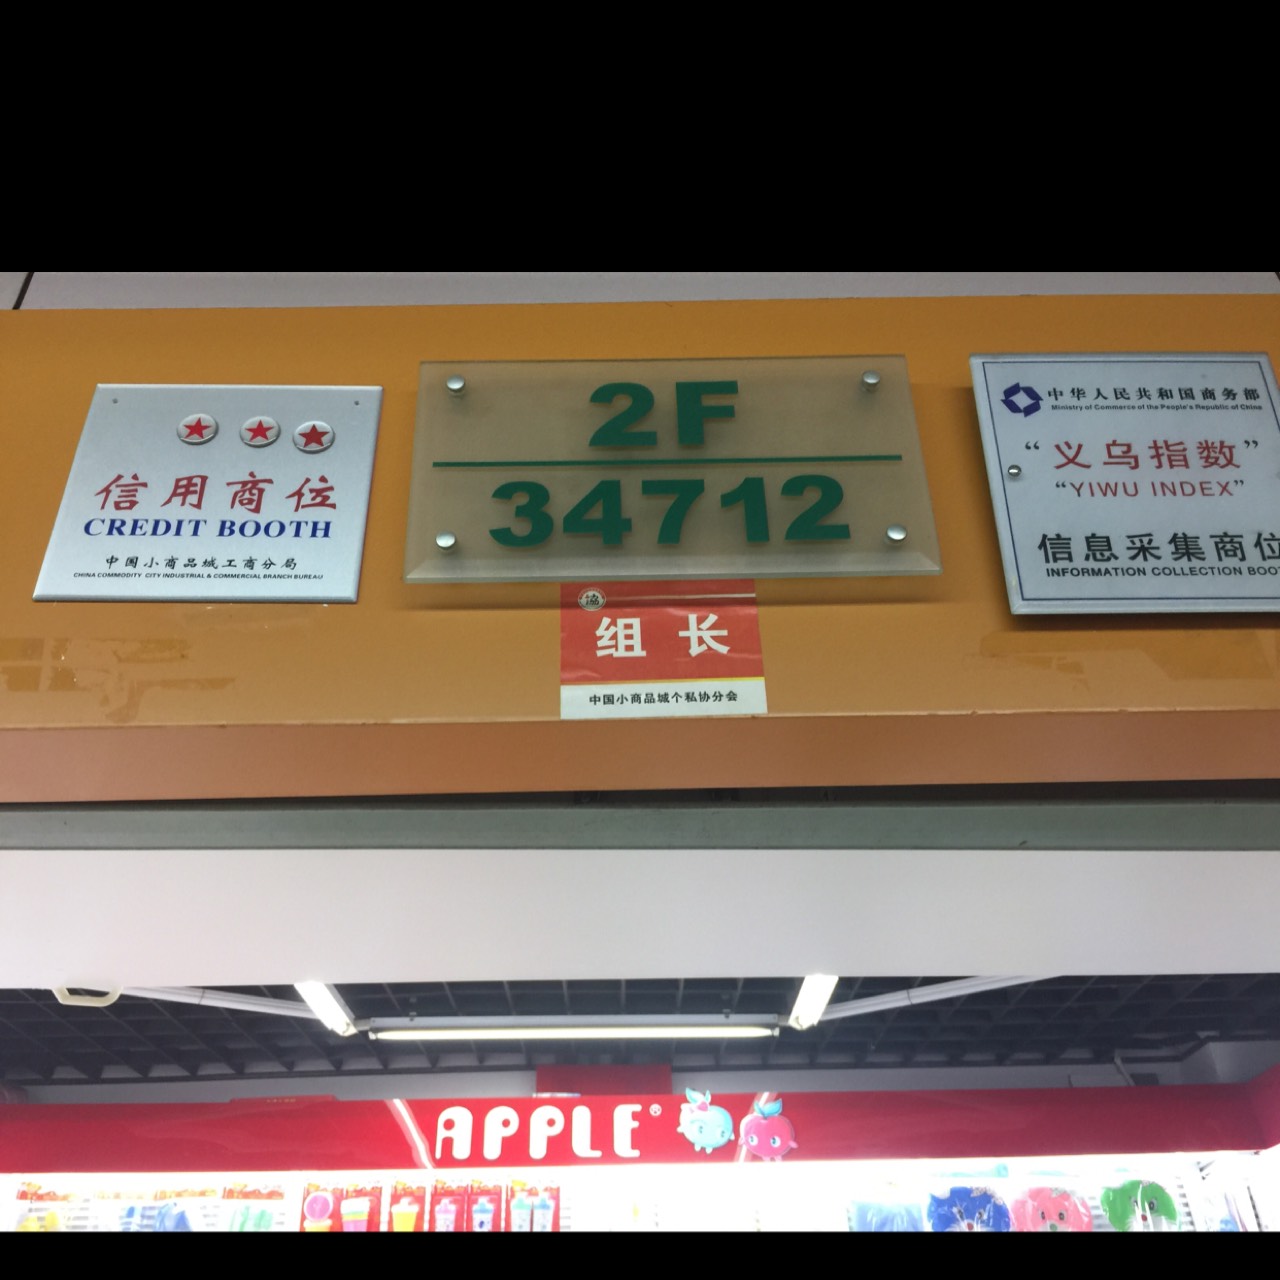 信用商位
CREDIT BOOTH
中国小商品城工商分局
CHINA COMMODITY CITY INDUSTRIAL & COMMERCIAL BRANCH BUREAU
2F
34712
组长
中国小商品城个私协分会
中华人民共和国商务部
Ministry of Commerce of the People's Republic of China
“义乌指数”
“YIWU INDEX”
信息采集商位
INFORMATION COLLECTION BOO
APPLE®